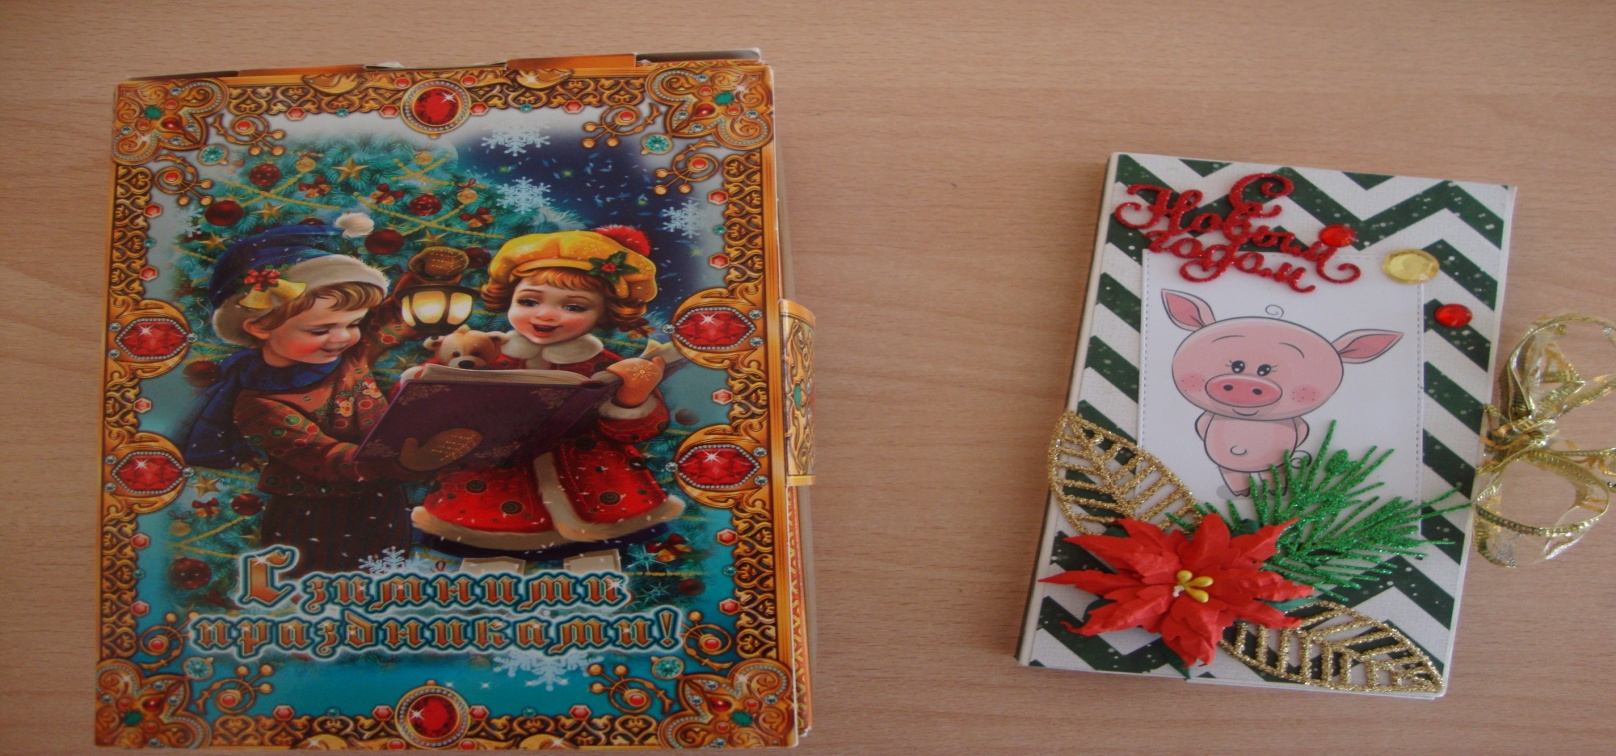 С зимними
праздниками!
С
Новым
годом